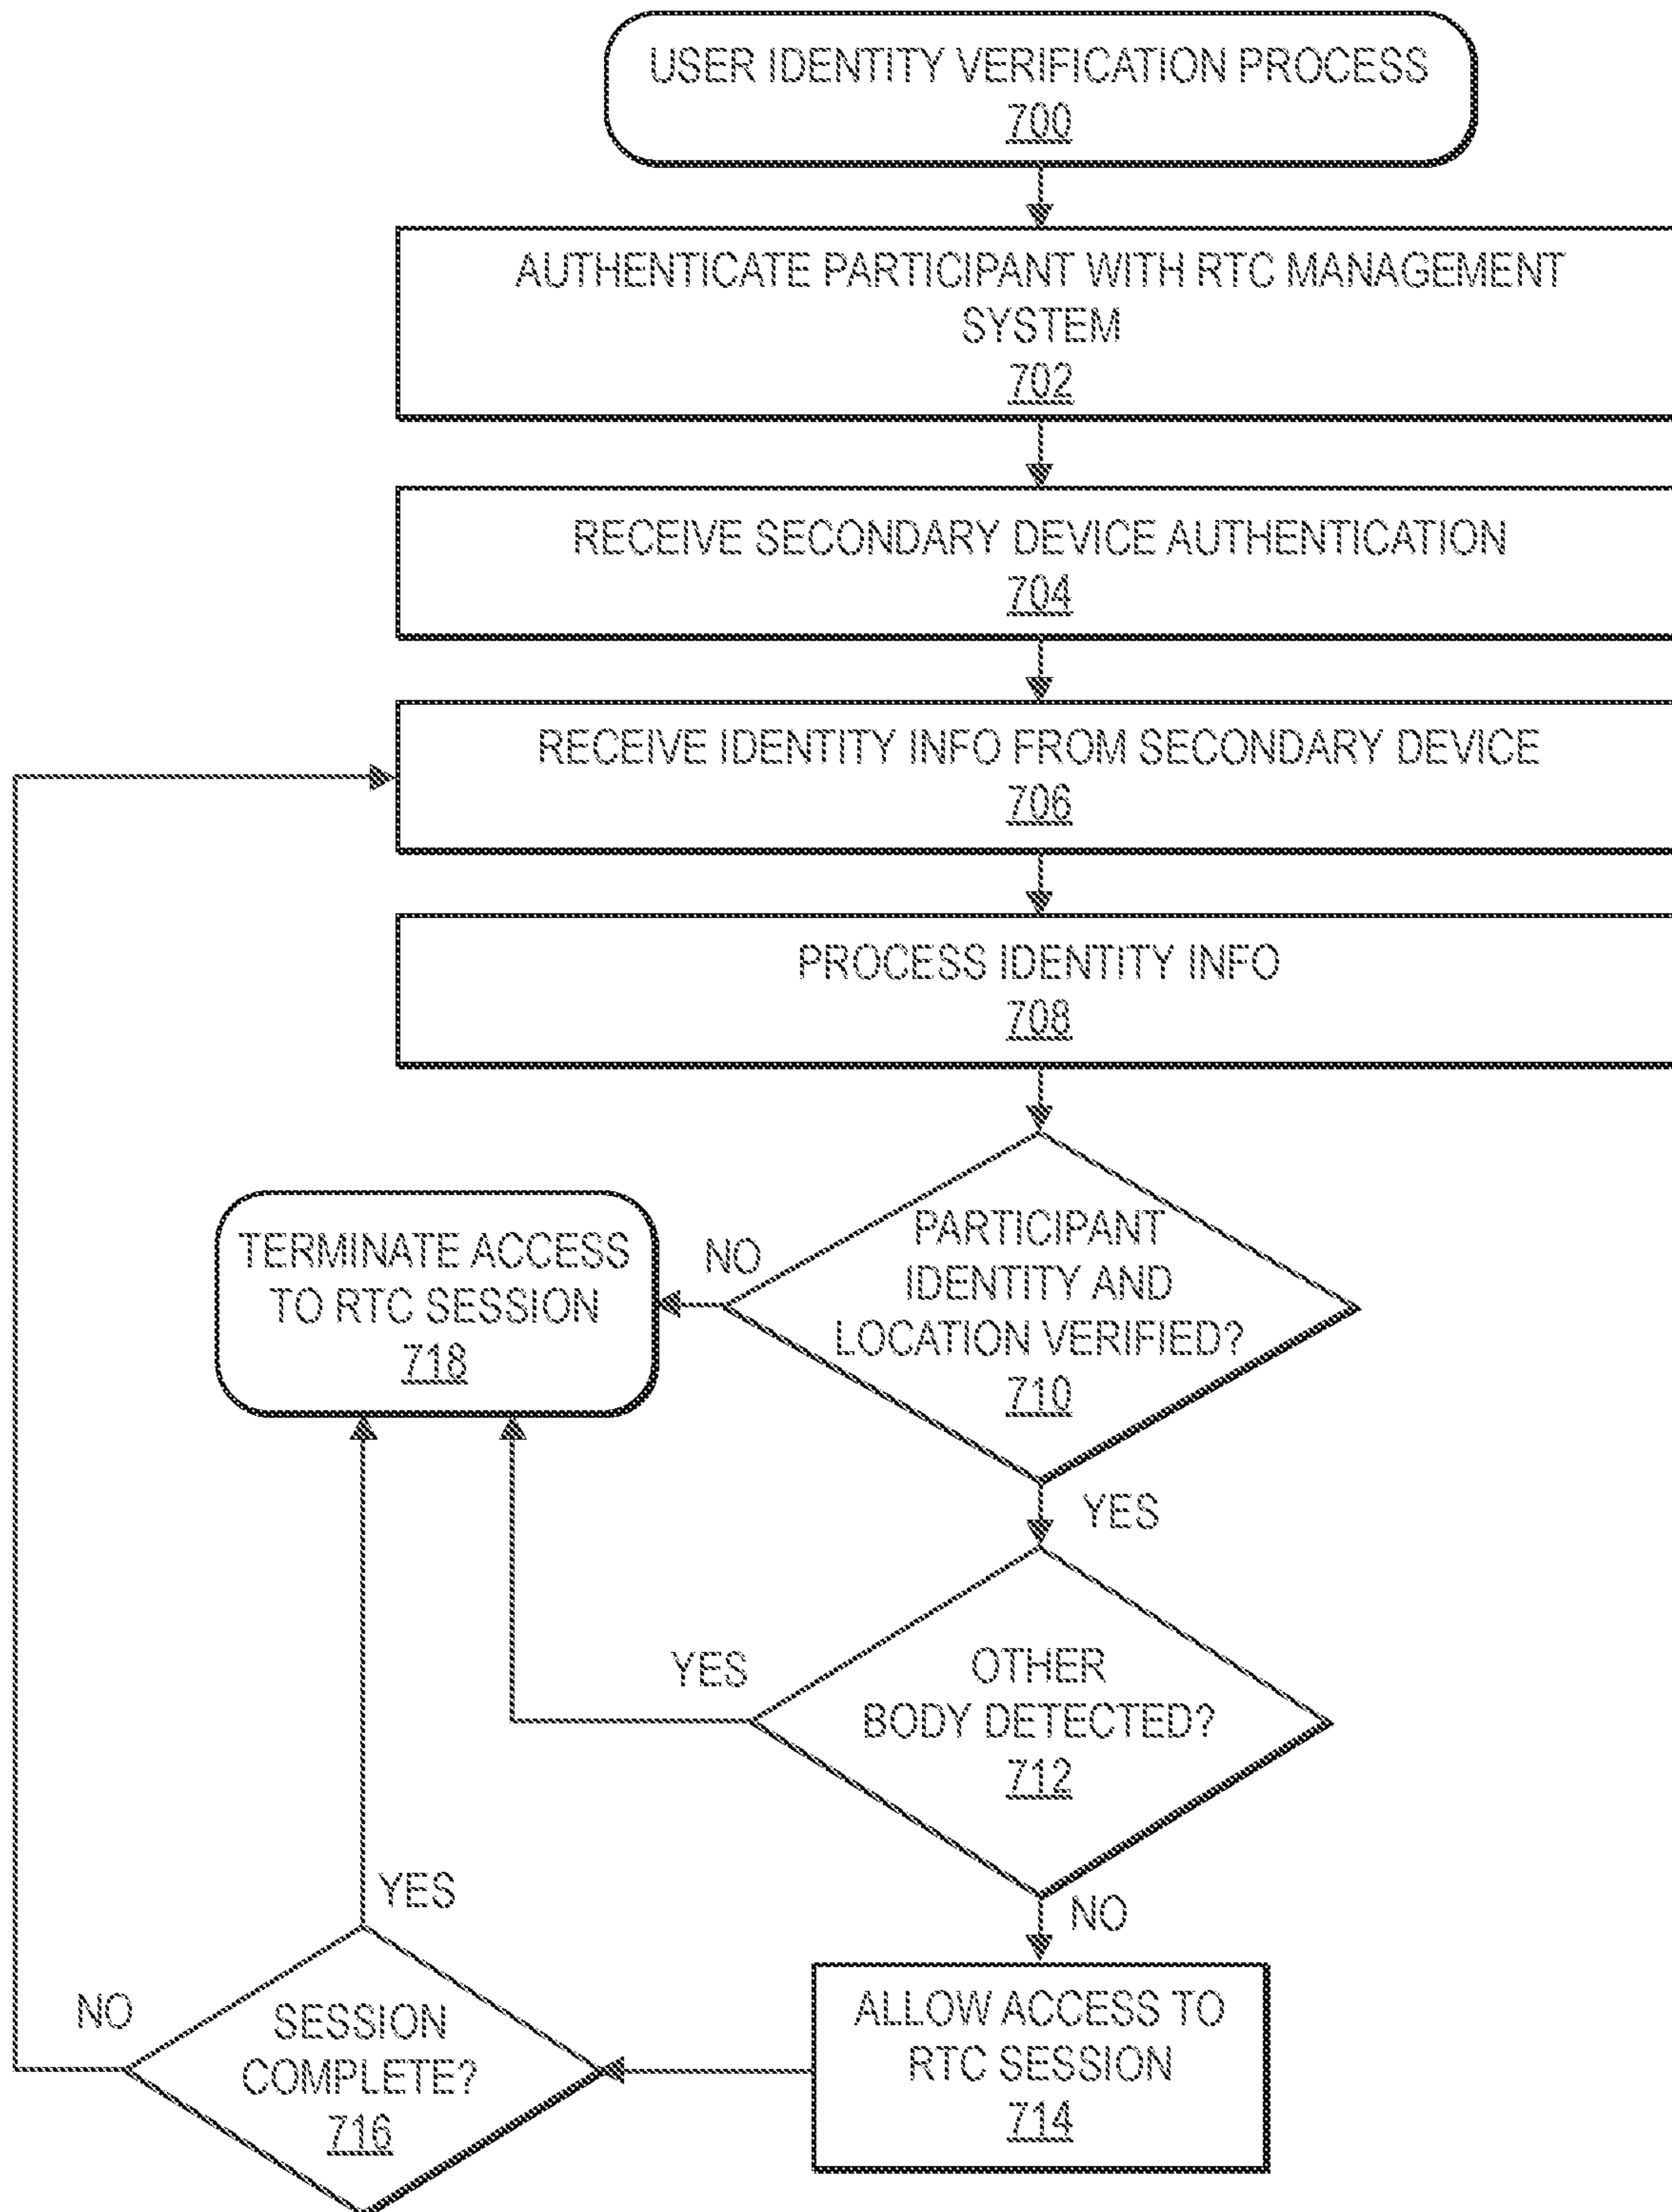 USER IDENTITY VERIFICATION PROCESS
700
AUTHENTICATE PARTICIPANT WITH RTC MANAGEMENT
SYSTEM
702
RECEIVE SECONDARY DEVICE AUTHENTICATION
704
RECEIVE IDENTITY INFO FROM SECONDARY DEVICE
706
PROCESS IDENTITY INFO
708
PARTICIPANT
IDENTITY AND
LOCATION VERIFIED?
710
NO
TERMINATE ACCESS
TO RTC SESSION
718
YES
OTHER
BODY DETECTED?
712
YES
NO
ALLOW ACCESS TO
RTC SESSION
714
SESSION
COMPLETE?
716
YES
NO